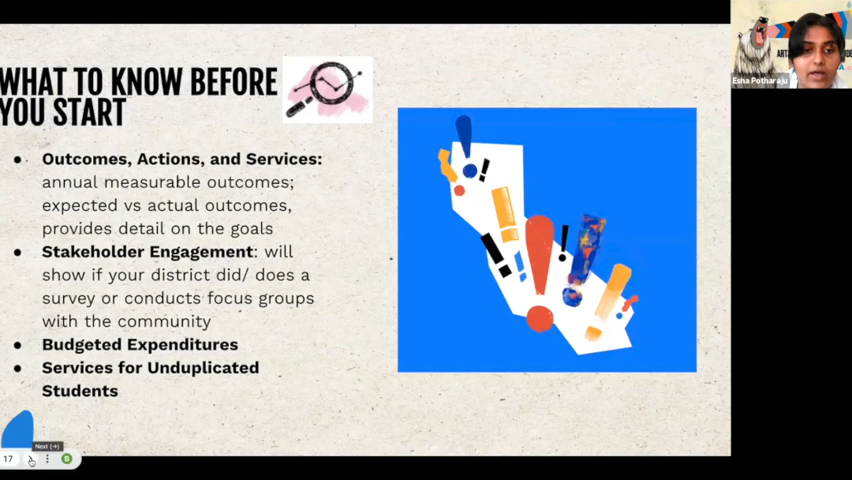 WHAT TO KNOW BEFORE
YOU START
● Outcomes, Actions, and Services:
annual measurable outcomes;
expected vs actual outcomes,
provides detail on the goals
● Stakeholder Engagement: will
show if your district did/ does a
survey or conducts focus groups
with the community
● Budgeted Expenditures
● Services for Unduplicated
Students
Next (→)
17
S
Esha Potharaju